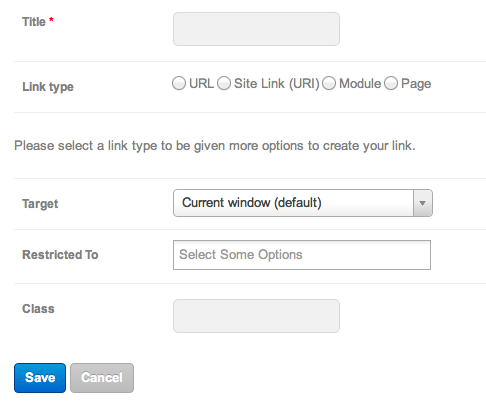 Title *
Link type URL Site Link (URI) Module Page
Please select a link type to be given more options to create your link.
Target Current window (default)
Restricted To Select Some Options
Class
Save Cancel